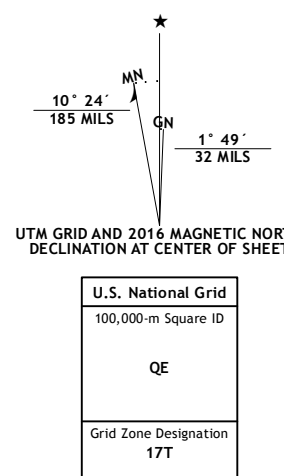 ★
MN
10° 24´
185 MILS
GN
1° 49´
32 MILS
UTM GRID AND 2016 MAGNETIC NORT
DECLINATION AT CENTER OF SHEET
U.S. National Grid
100,000-m Square ID
QE
Grid Zone Designation
17T